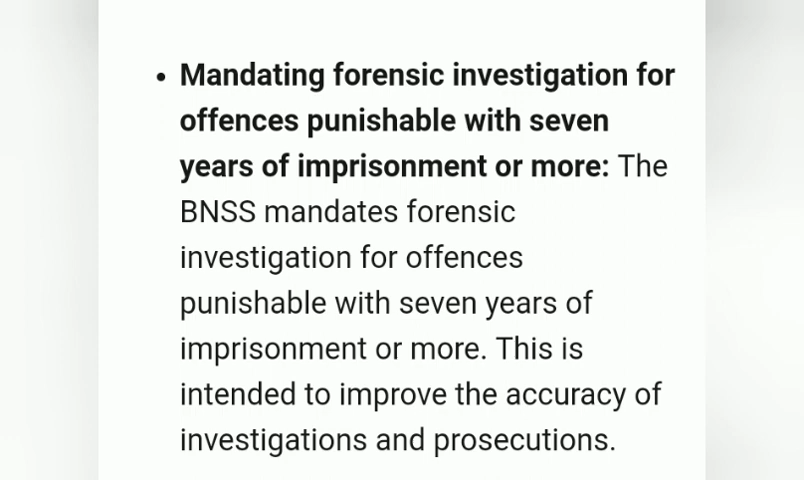 • Mandating forensic investigation for
offences punishable with seven
years of imprisonment or more: The
BNSS mandates forensic
investigation for offences
punishable with seven years of
imprisonment or more. This is
intended to improve the accuracy of
investigations and prosecutions.